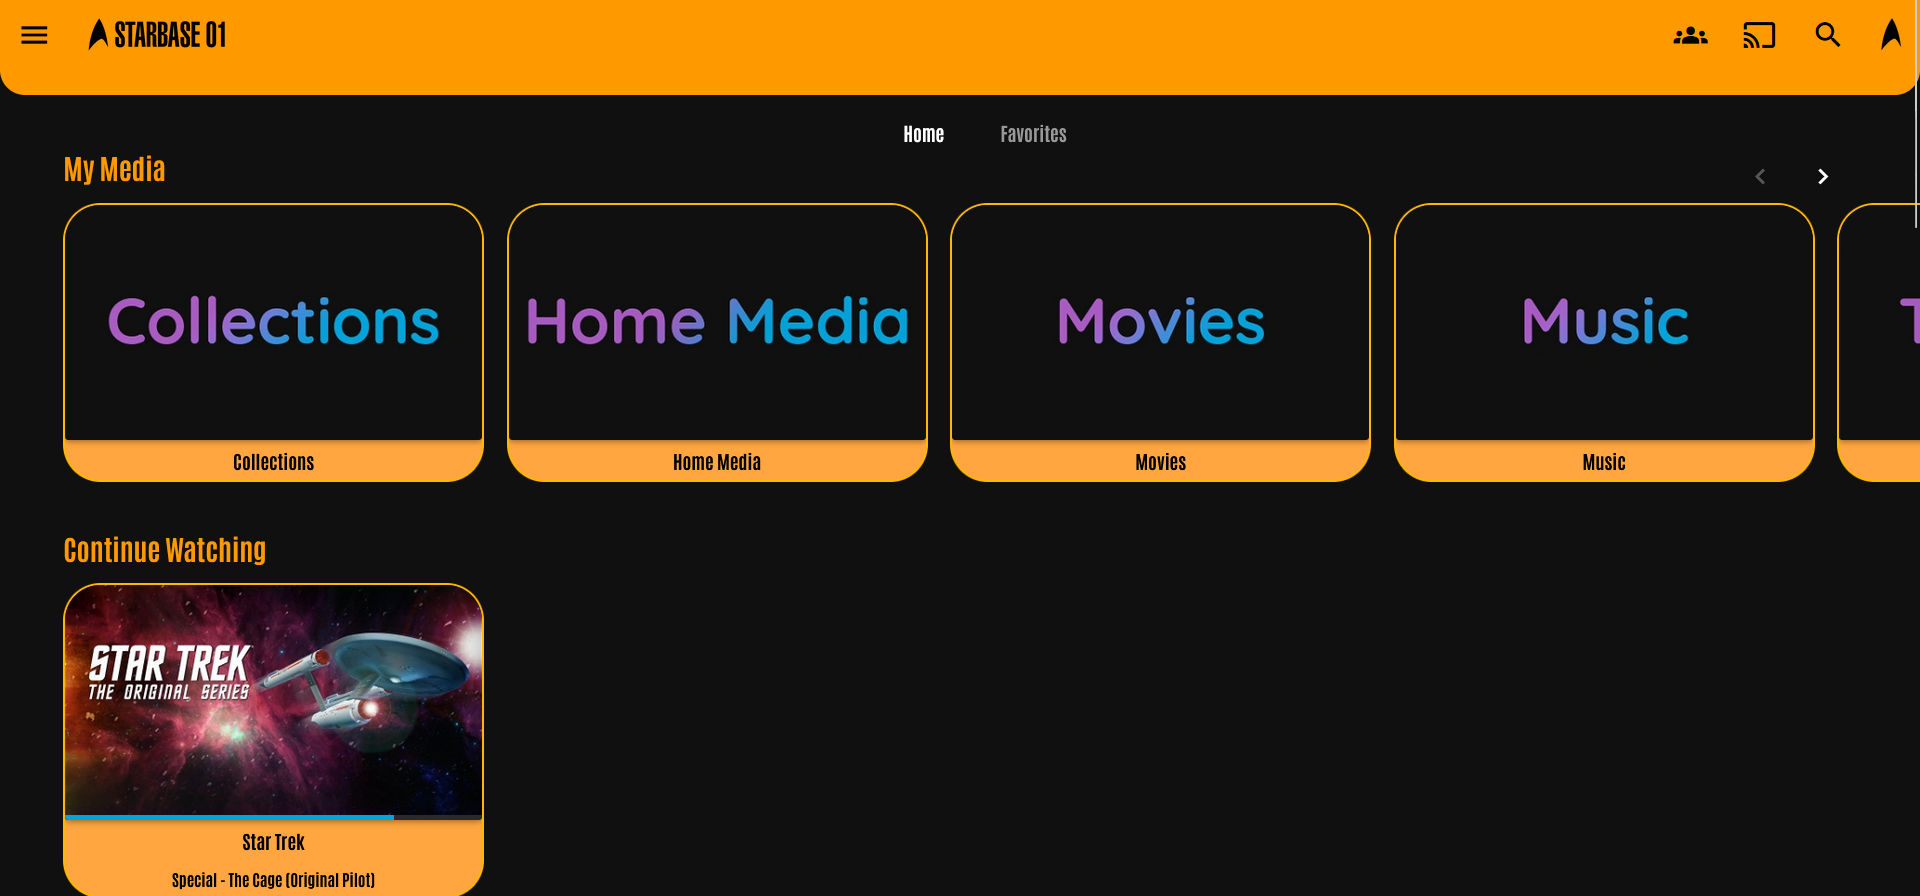 STARBASE 01
Home Favorites
My Media
Collections Home Media Movies Music T
Collections Home Media Movies Music
Continue Watching
STAR TREK
THE ORIGINAL SERIES
Star Trek
Special - The Cage (Original Pilot)